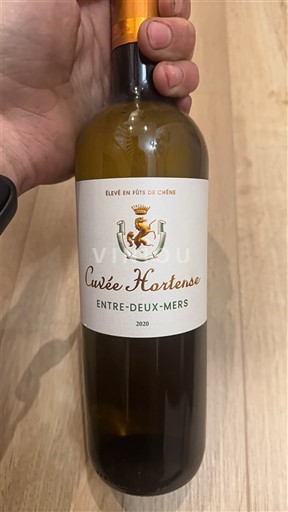 ÉLEVÉ EN FÛTS DE CHÊNE
Cuvée Hortense
ENTRE-DEUX-MERS
2020